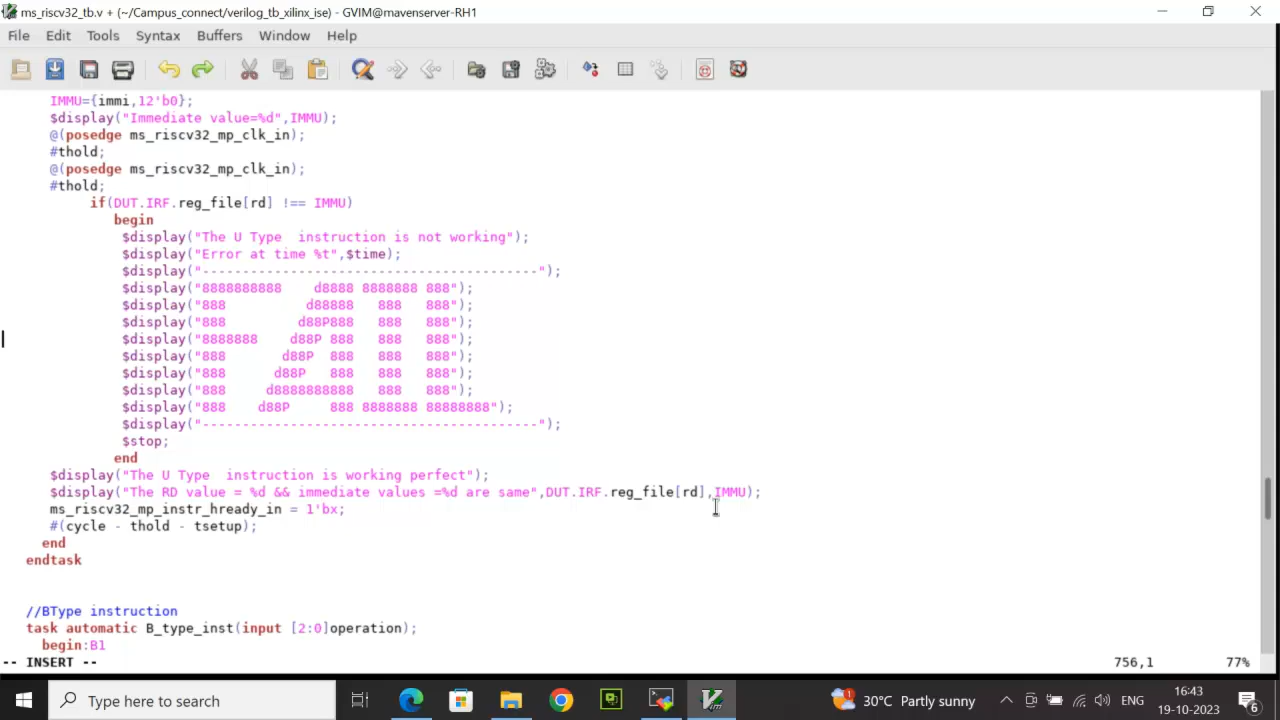 ms_riscv32_tb.v + (~/Campus_connect/verilog_tb_xilinx_ise) - GVIM@mavenserver-RH1
File Edit Tools Syntax Buffers Window Help
IMMU={immi,12'b0};
$display("Immediate value=%d",IMMU);
@(posedge ms_riscv32_mp_clk_in);
#thold;
@(posedge ms_riscv32_mp_clk_in);
#thold;
if(DUT.IRF.reg_file[rd] !== IMMU)
begin
$display("The U Type  instruction is not working");
$display("Error at time %t",$time);
$display("------------------------------------------");
$display("8888888888    d8888 8888888 888");
$display("888          d88888   888   888");
$display("888         d88P888   888   888");
$display("8888888    d88P 888   888   888");
$display("888       d88P  888   888   888");
$display("888      d88P   888   888   888");
$display("888     d8888888888   888   888");
$display("888    d88P     888 8888888 88888888");
$display("------------------------------------------");
$stop;
end
$display("The U Type  instruction is working perfect");
$display("The RD value = %d && immediate values =%d are same",DUT.IRF.reg_file[rd],IMMU);
ms_riscv32_mp_instr_hready_in = 1'bx;
#(cycle - thold - tsetup);
end
endtask
//BType instruction
task automatic B_type_inst(input [2:0]operation);
begin:B1
-- INSERT -- 756,1 77%
Type here to search 1 30°C Partly sunny ENG 16:43
19-10-2023 6